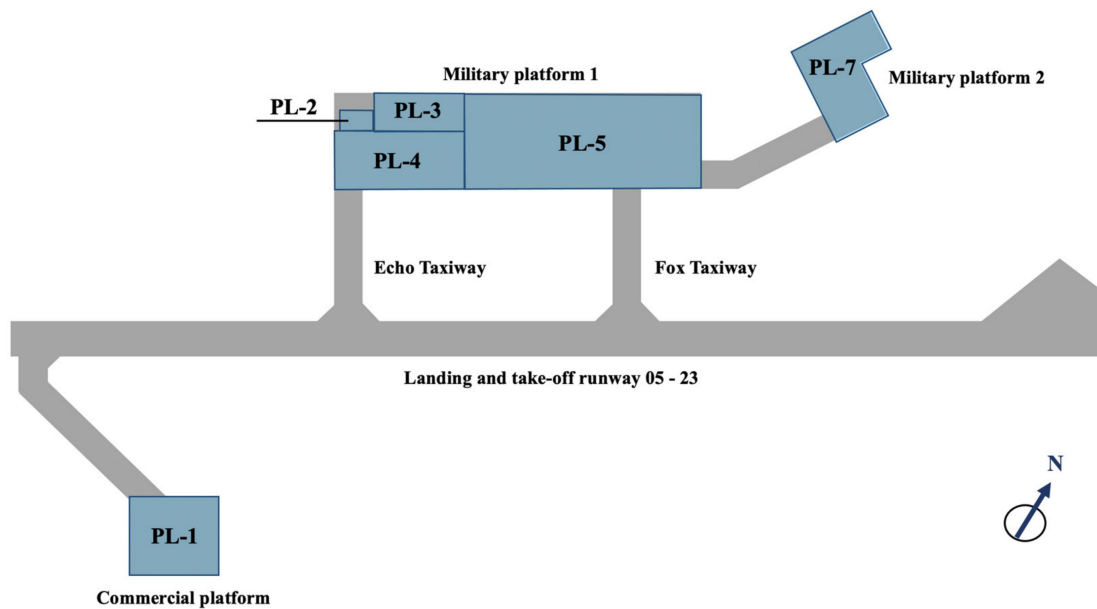 Military platform 1
PL-7
Military platform 2
PL-2
PL-3
PL-4
PL-5
Echo Taxiway
Fox Taxiway
Landing and take-off runway 05 - 23
N
PL-1
Commercial platform